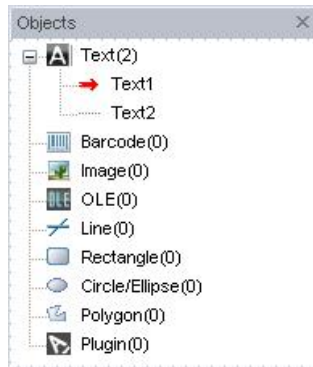 Objects
Text(2)
Text1
Text2
Barcode(0)
Image(0)
OLE(0)
Line(0)
Rectangle(0)
Circle/Ellipse(0)
Polygon(0)
Plugin(0)